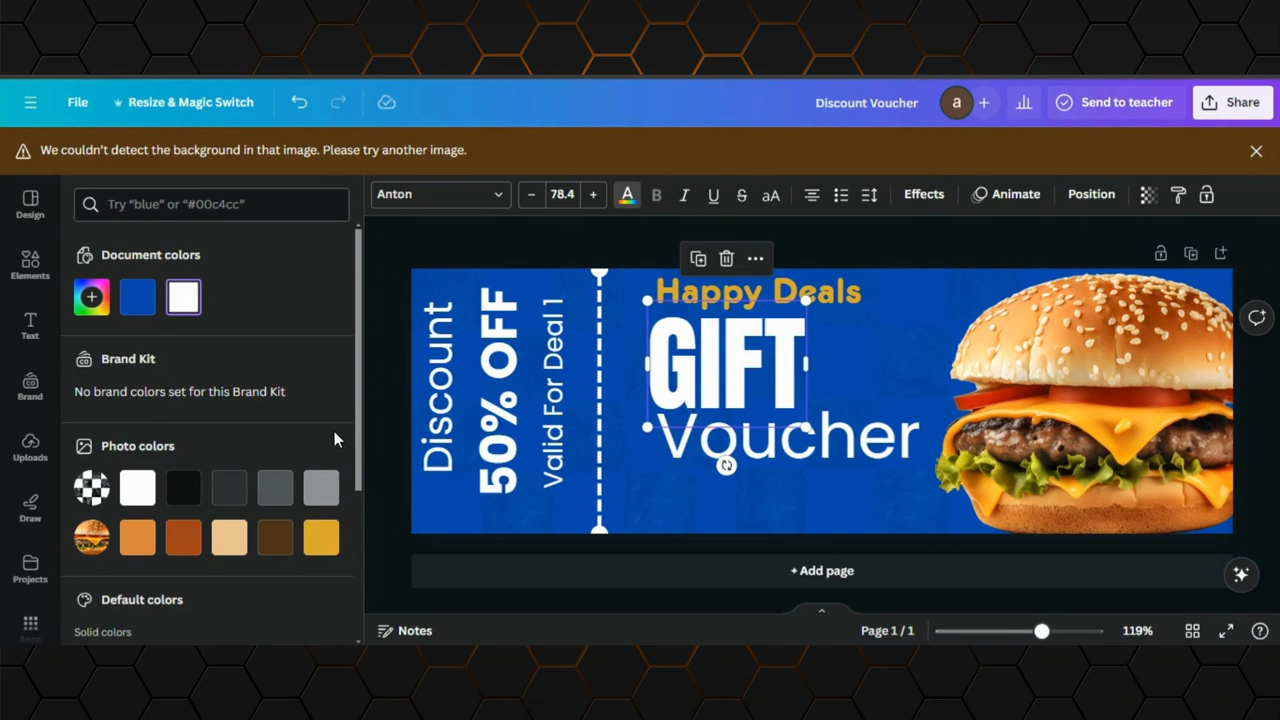 File
Resize & Magic Switch
Discount Voucher
a
Send to teacher
Share
We couldn't detect the background in that image. Please try another image.
Design
Elements
Text
Brand
Uploads
Draw
Projects
Apps
Try “blue” or “#00c4cc”
Document colors
Brand Kit
No brand colors set for this Brand Kit
Photo colors
Default colors
Solid colors
Anton
– 78.4 +
A B I U S aA
Effects
Animate
Position
Discount
50% OFF
Valid For Deal 1
Happy Deals
GIFT
Voucher
+ Add page
Notes
Page 1 / 1
119%